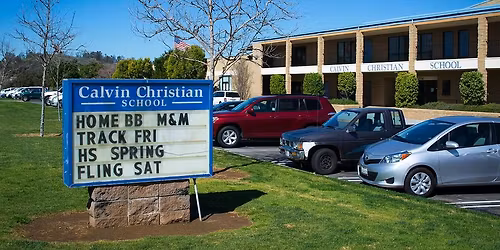 Calvin Christian
SCHOOL
HOME BB M&M
TRACK FRI
HS SPRING
FLING SAT
CALVIN CHRISTIAN SCHOOL